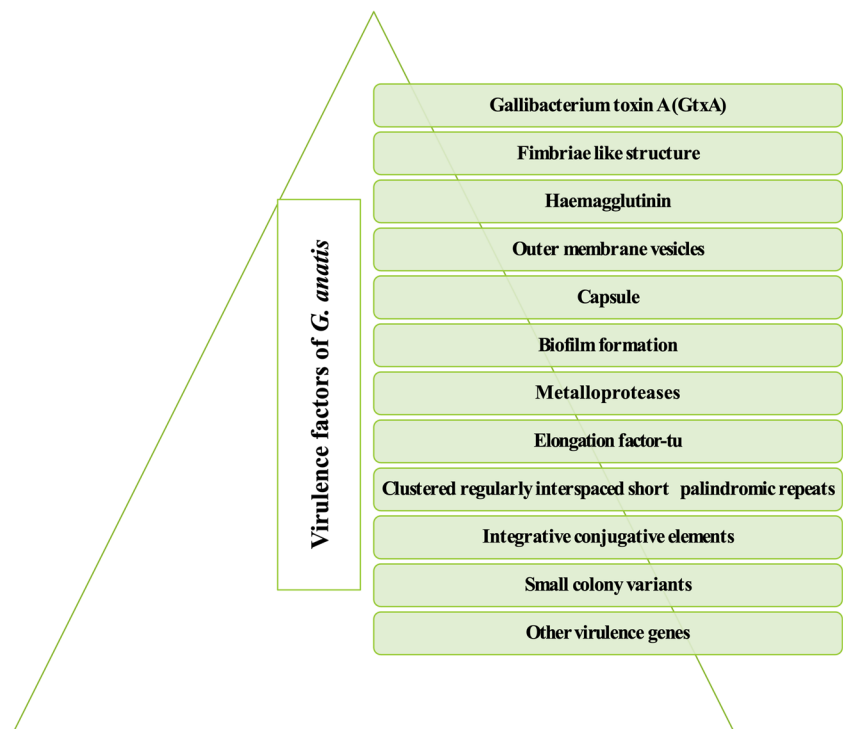 Gallibacterium toxin A (GtxA)
Fimbriae like structure
Haemagglutinin
Outer membrane vesicles
Capsule
Biofilm formation
Metalloproteases
Elongation factor-tu
Clustered regularly interspaced short palindromic repeats
Integrative conjugative elements
Small colony variants
Other virulence genes
Virulence factors of G. anatis